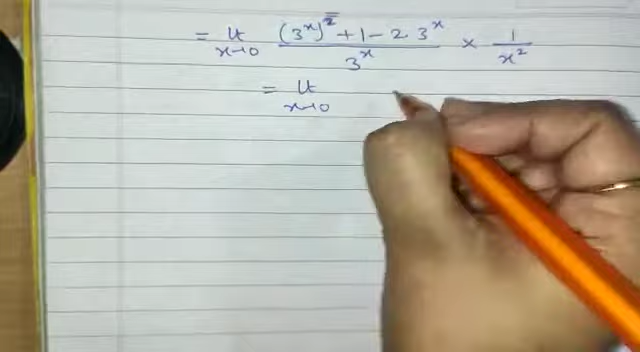 = lt x→0 (3^x)^2 + 1 - 2 3^x / 3^x × 1 / x^2
= lt x→0